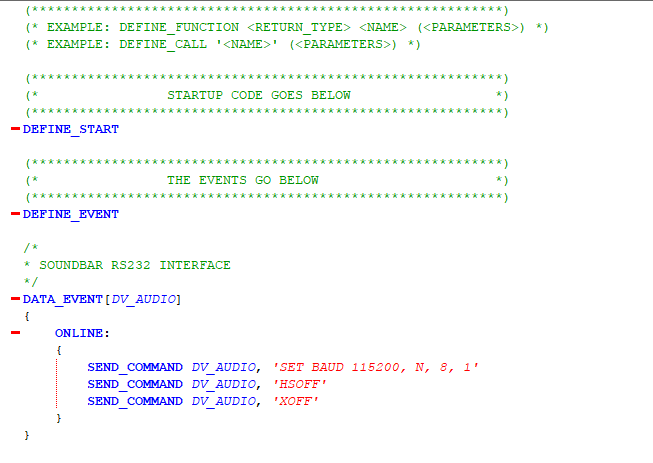 (***********************************************************)
(* EXAMPLE: DEFINE_FUNCTION <RETURN_TYPE> <NAME> (<PARAMETERS>) *)
(* EXAMPLE: DEFINE_CALL '<NAME>' (<PARAMETERS>) *)
(***********************************************************)
(*                STARTUP CODE GOES BELOW                  *)
(***********************************************************)
DEFINE_START
(***********************************************************)
(*                THE EVENTS GO BELOW                      *)
(***********************************************************)
DEFINE_EVENT
/*
* SOUNDBAR RS232 INTERFACE
*/
DATA_EVENT[DV_AUDIO]
{
    ONLINE:
    {
        SEND_COMMAND DV_AUDIO, 'SET BAUD 115200, N, 8, 1'
        SEND_COMMAND DV_AUDIO, 'HSOFF'
        SEND_COMMAND DV_AUDIO, 'XOFF'
    }
}